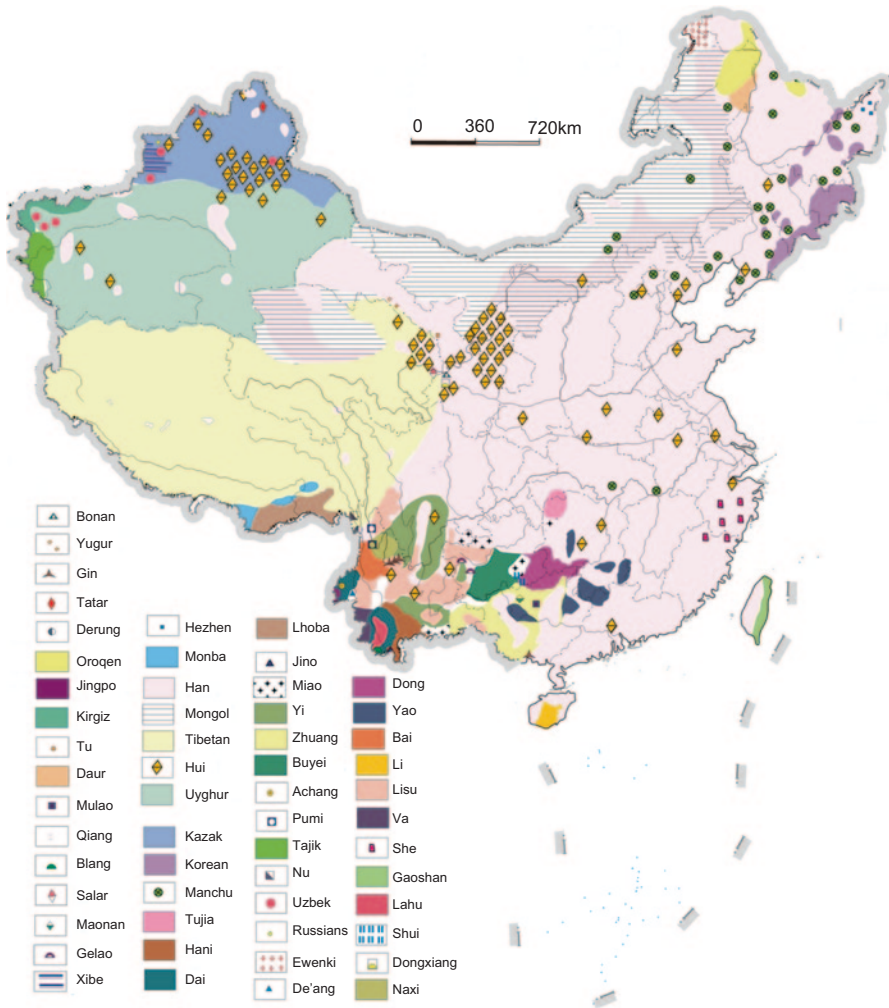 0 360 720km
Bonan
Yugur
Gin
Tatar
Derung
Oroqen
Jingpo
Kirgiz
Tu
Daur
Mulao
Qiang
Blang
Salar
Maonan
Gelao
Xibe
Hezhen
Monba
Han
Mongol
Tibetan
Hui
Uyghur
Kazak
Korean
Manchu
Tujia
Hani
Dai
Lhoba
Jino
Miao
Yi
Zhuang
Buyei
Achang
Pumi
Tajik
Nu
Uzbek
Russians
Ewenki
De'ang
Dong
Yao
Bai
Li
Lisu
Va
She
Gaoshan
Lahu
Shui
Dongxiang
Naxi